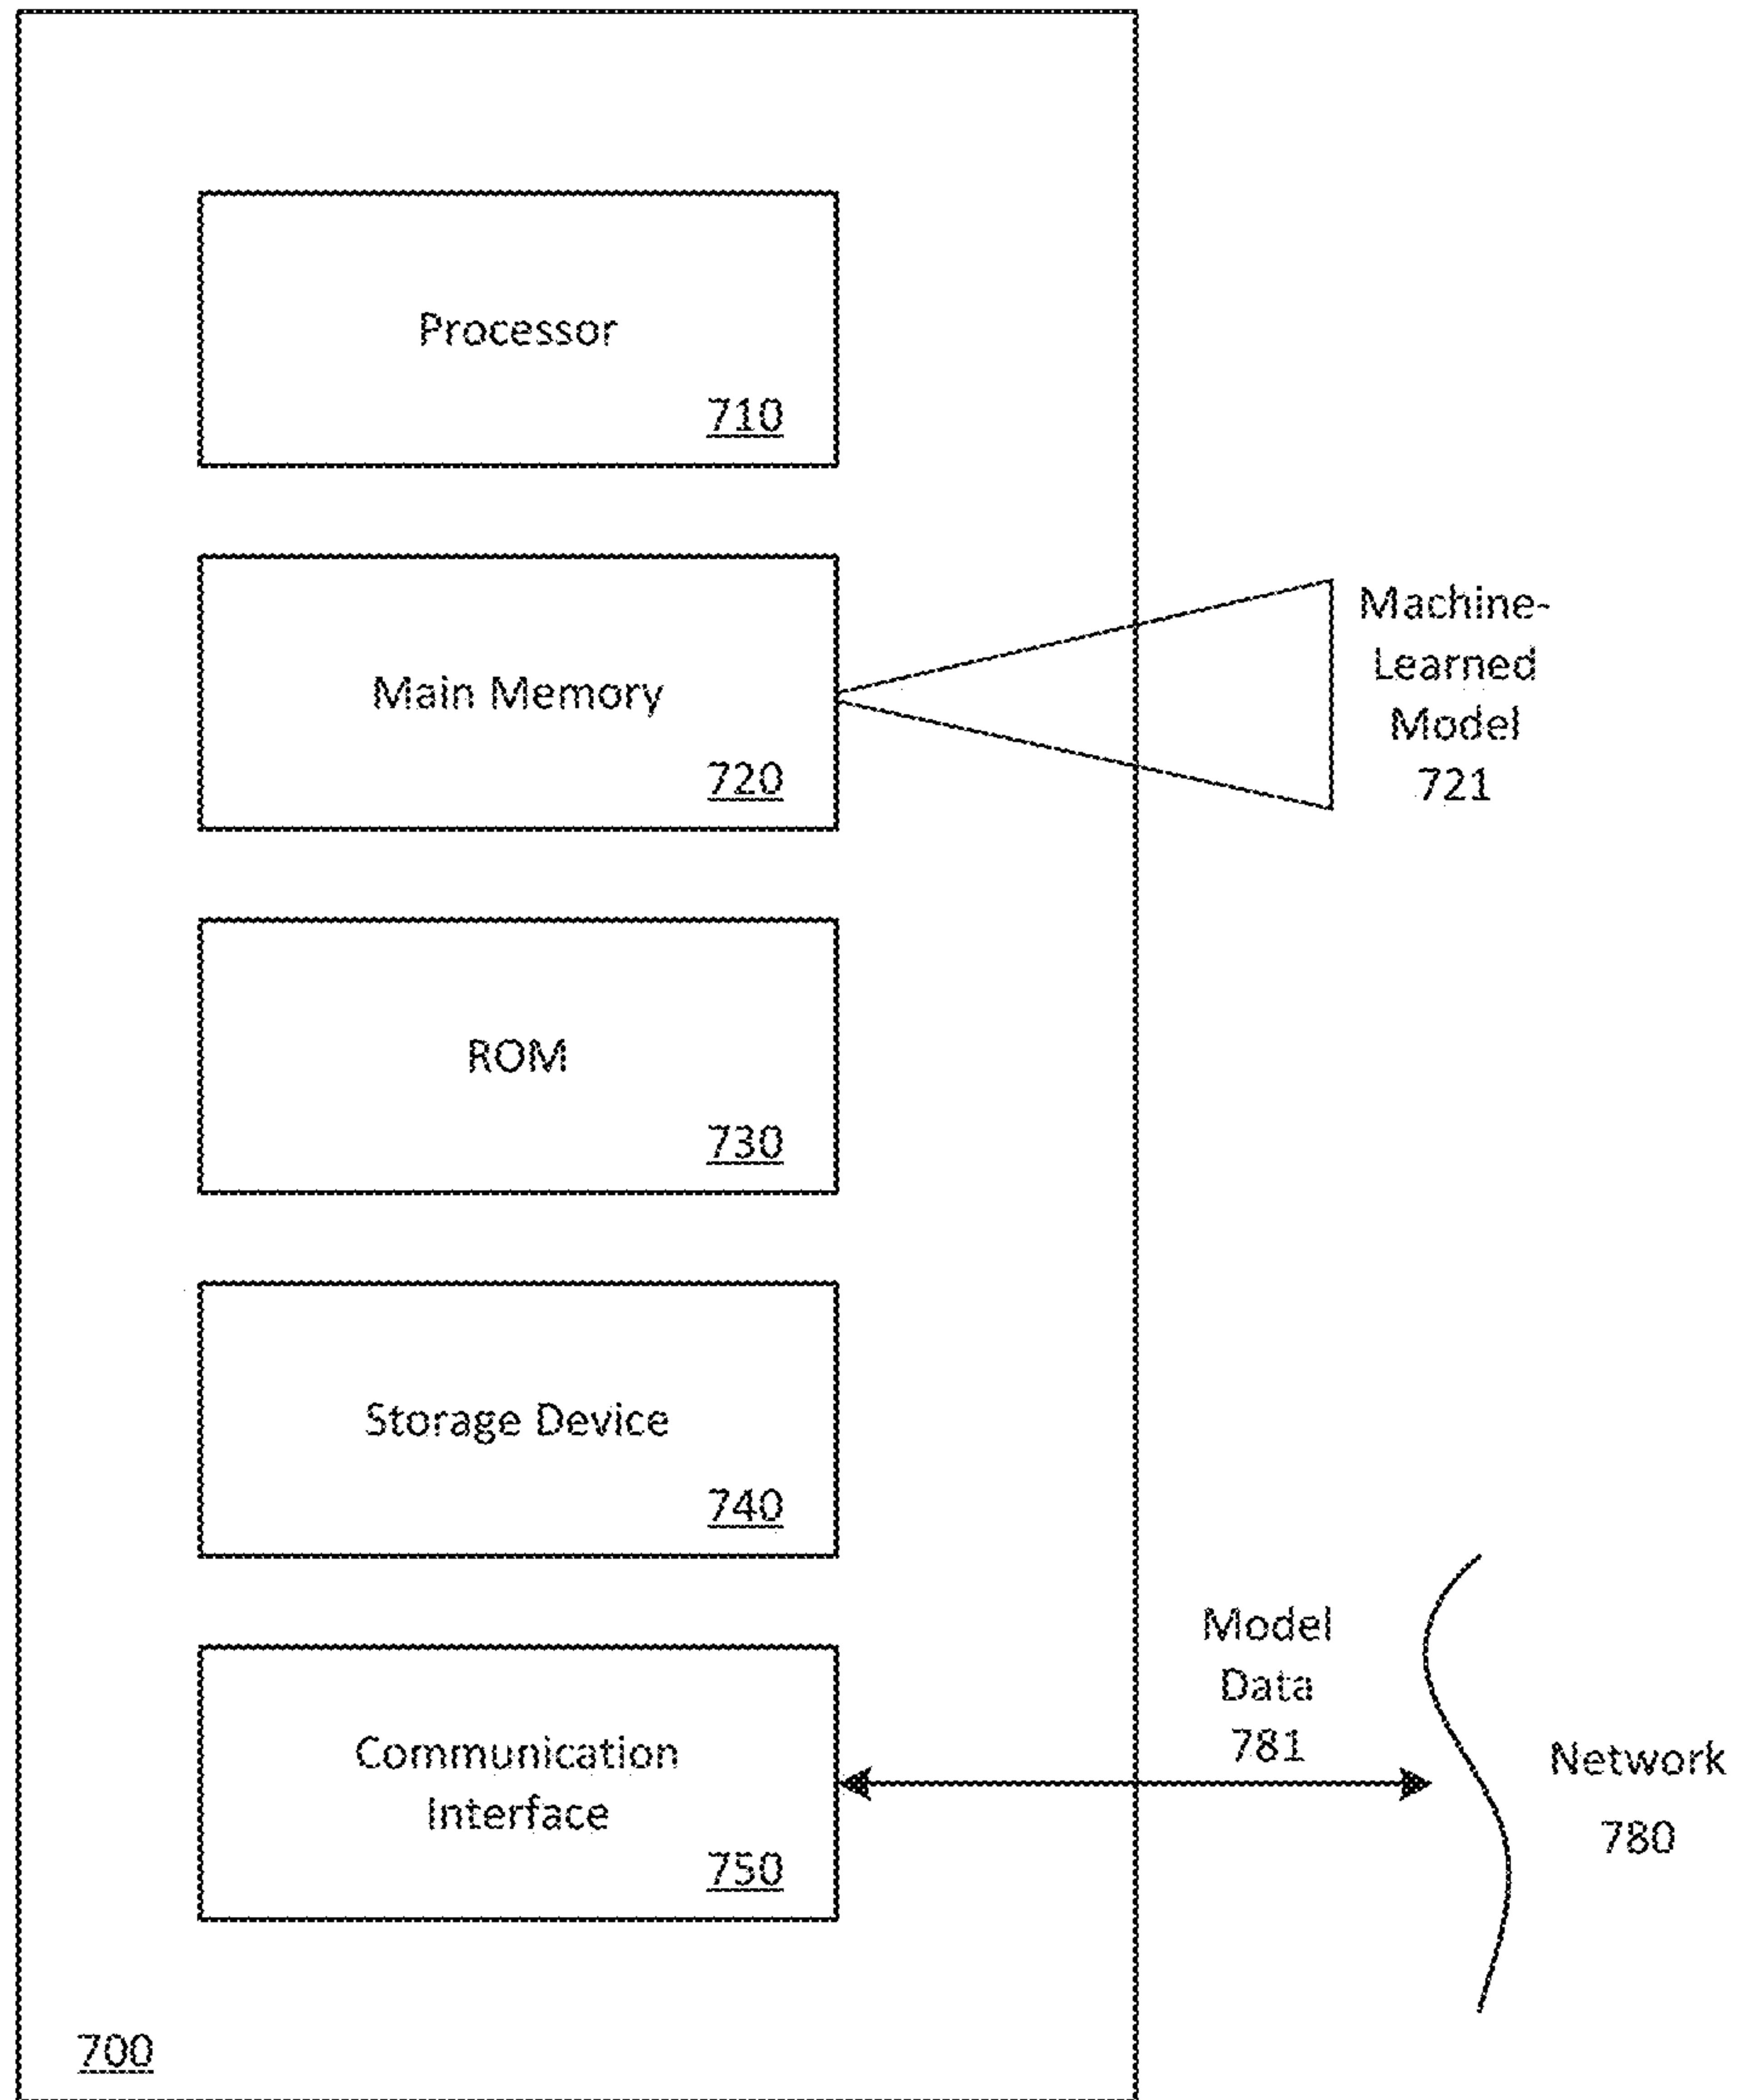 Processor
710
Main Memory
720
Machine-
Learned
Model
721
ROM
730
Storage Device
740
Model
Data
781
Communication
Interface
750
Network
780
700